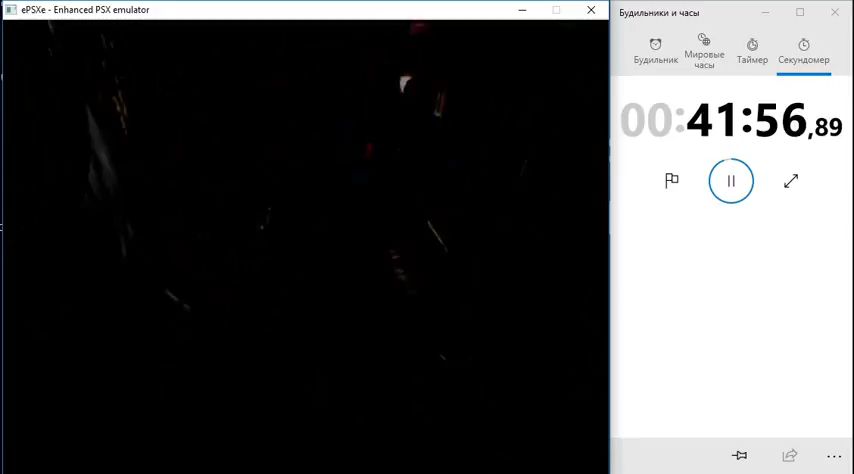 ePSXe - Enhanced PSX emulator
Будильники и часы
Будильник
Мировые
часы
Таймер
Секундомер
00:41:56,89